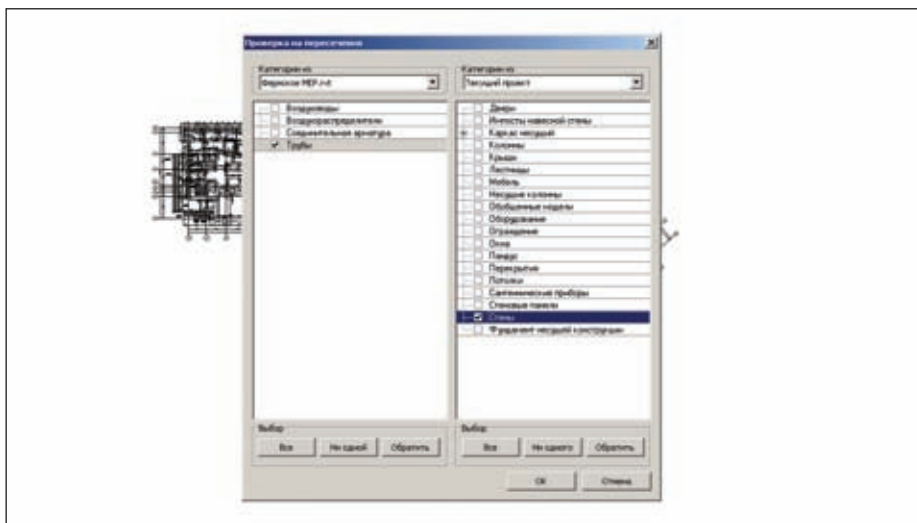 Проверка на пересечения
Категории из
MEP.rvt
Воздуховоды
Воздухораспределители
Соединительная арматура
Трубы
Выбор
Все
Ни одной
Обратить
Категории из
Текущий проект
Двери
Импосты навесной стены
Каркас несущий
Колонны
Крыши
Лестницы
Мебель
Несущие колонны
Обобщенные модели
Оборудование
Ограждение
Окна
Пандус
Перекрытия
Потолки
Сантехнические приборы
Стеновые панели
Стены
Фундамент несущей конструкции
Выбор
Все
Ни одного
Обратить
ОК
Отмена